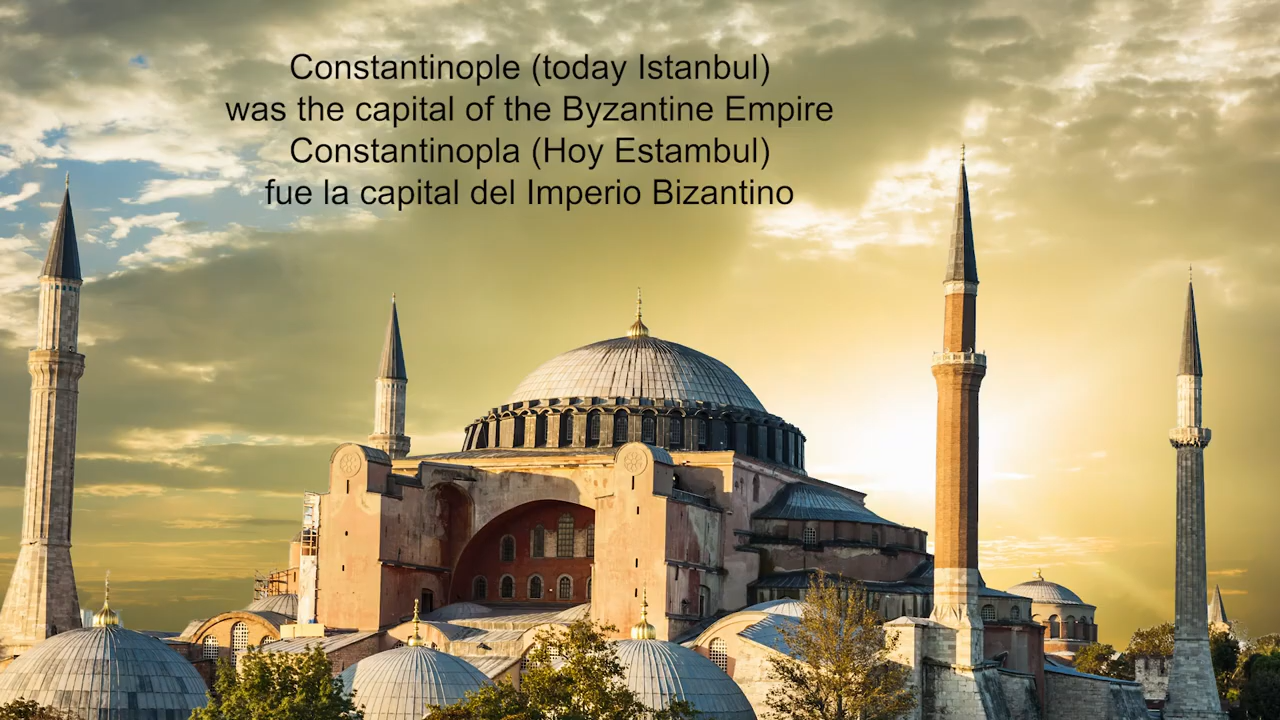 Constantinople (today Istanbul)
was the capital of the Byzantine Empire
Constantinopla (Hoy Estambul)
fue la capital del Imperio Bizantino